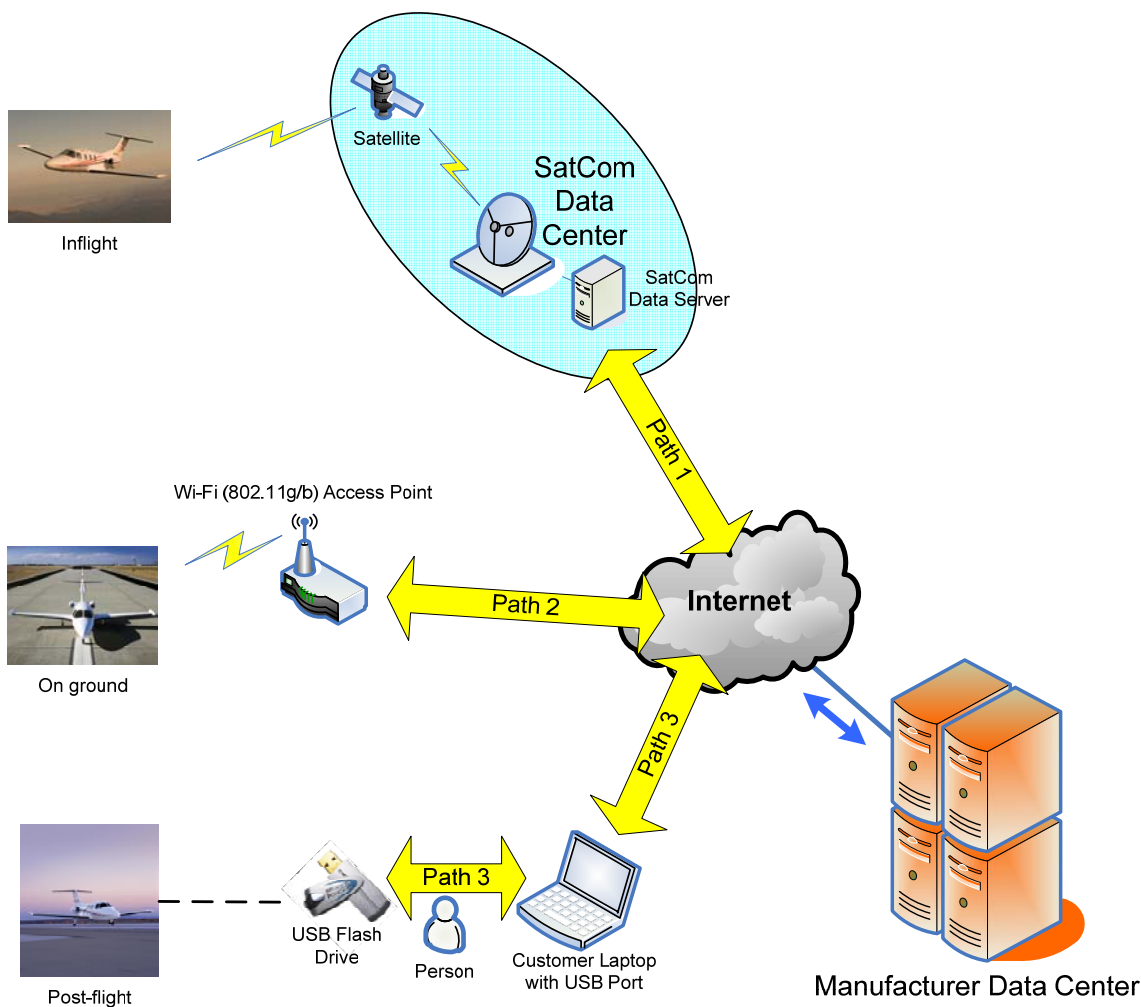 Satellite
SatCom
Data
Center
SatCom
Data Server
Inflight
Path 1
Wi-Fi (802.11g/b) Access Point
Path 2
Internet
On ground
Path 3
Path 3
USB Flash
Drive
Person
Customer Laptop
with USB Port
Post-flight
Manufacturer Data Center